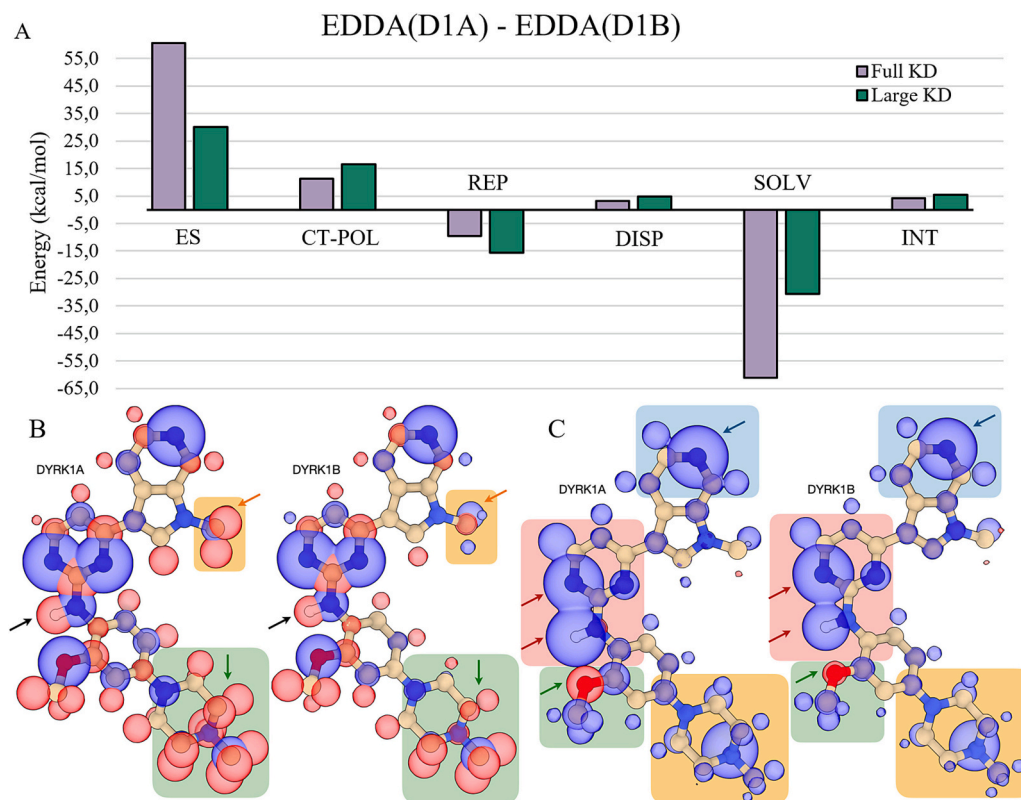 A
EDDA(D1A) - EDDA(D1B)
Energy (kcal/mol)
55,0
45,0
35,0
25,0
15,0
5,0
-5,0
-15,0
-25,0
-35,0
-45,0
-55,0
-65,0
Full KD
Large KD
ES
CT-POL
REP
DISP
SOLV
INT
B
DYRK1A
DYRK1B
C
DYRK1A
DYRK1B